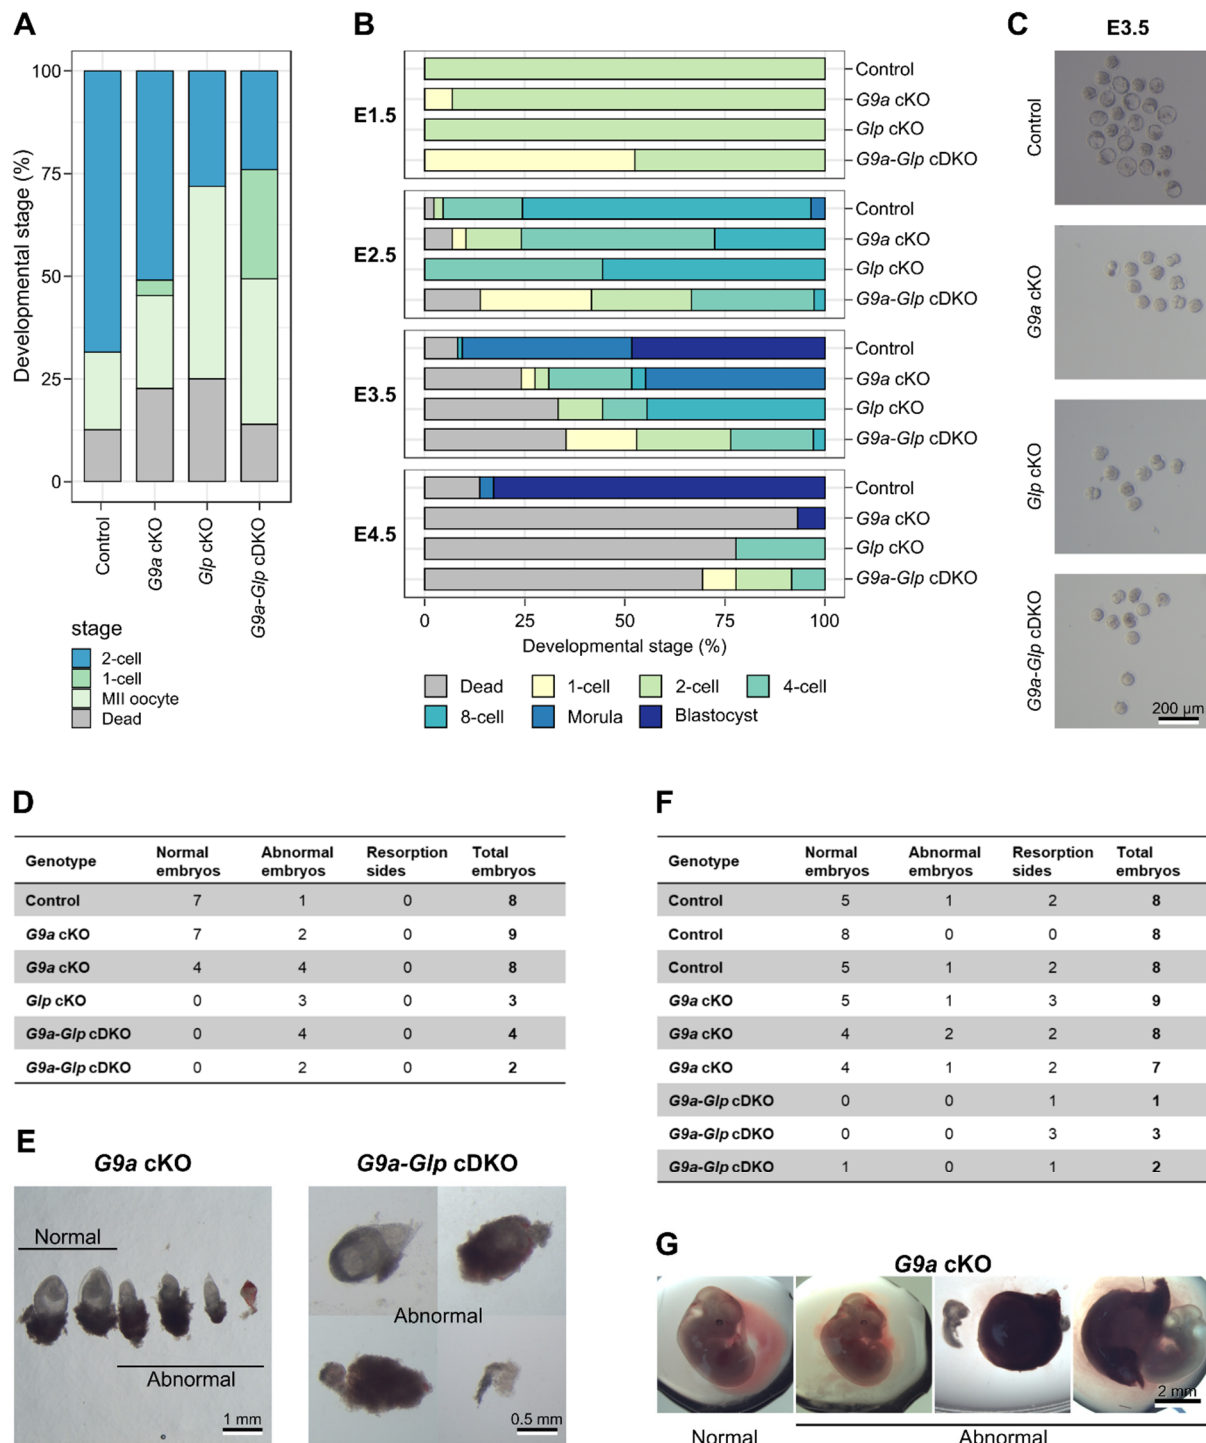 A
Developmental stage (%)
100
75
50
25
0
Control
G9a cKO
Glp cKO
G9a-Glp cDKO
stage
2-cell
1-cell
MII oocyte
Dead
B
E1.5
Control
G9a cKO
Glp cKO
G9a-Glp cDKO
E2.5
Control
G9a cKO
Glp cKO
G9a-Glp cDKO
E3.5
Control
G9a cKO
Glp cKO
G9a-Glp cDKO
E4.5
Control
G9a cKO
Glp cKO
G9a-Glp cDKO
0 25 50 75 100
Developmental stage (%)
Dead 1-cell 2-cell 4-cell
8-cell Morula Blastocyst
C
E3.5
Control
G9a cKO
Glp cKO
G9a-Glp cDKO
200 µm
D
Genotype Normal embryos Abnormal embryos Resorption sides Total embryos
Control 7 1 0 8
G9a cKO 7 2 0 9
G9a cKO 4 4 0 8
Glp cKO 0 3 0 3
G9a-Glp cDKO 0 4 0 4
G9a-Glp cDKO 0 2 0 2
E
G9a cKO
Normal
Abnormal
1 mm
G9a-Glp cDKO
Abnormal
0.5 mm
F
Genotype Normal embryos Abnormal embryos Resorption sides Total embryos
Control 5 1 2 8
Control 8 0 0 8
Control 5 1 2 8
G9a cKO 5 1 3 9
G9a cKO 4 2 2 8
G9a cKO 4 1 2 7
G9a-Glp cDKO 0 0 1 1
G9a-Glp cDKO 0 0 3 3
G9a-Glp cDKO 1 0 1 2
G
G9a cKO
2 mm
Normal Abnormal